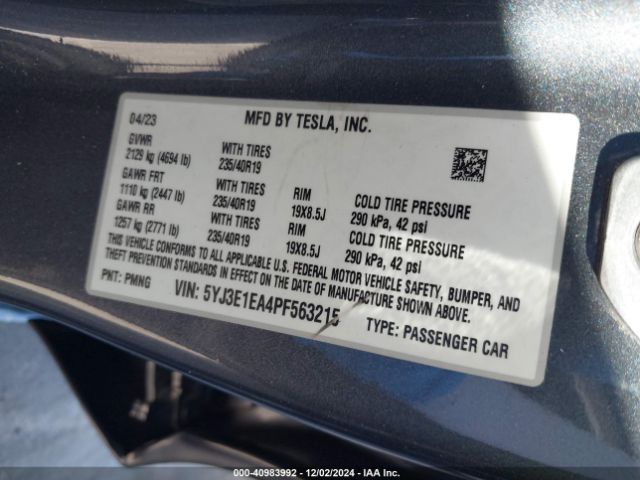 04/23 MFD BY TESLA, INC.
GVWR
2129 kg (4694 lb) WITH TIRES
GAWR FRT 235/40R19
1110 kg (2447 lb) WITH TIRES RIM COLD TIRE PRESSURE
GAWR RR 235/40R19 19X8.5J 290 kPa, 42 psi
1257 kg (2771 lb) WITH TIRES RIM COLD TIRE PRESSURE
235/40R19 19X8.5J 290 kPa, 42 psi
THIS VEHICLE CONFORMS TO ALL APPLICABLE U.S. FEDERAL MOTOR VEHICLE SAFETY, BUMPER, AND
THEFT PREVENTION STANDARDS IN EFFECT ON THE DATE OF MANUFACTURE SHOWN ABOVE.
PNT: PMNG VIN: 5YJ3E1EA4PF563215 TYPE: PASSENGER CAR
000-40983992 - 12/02/2024 - IAA Inc.